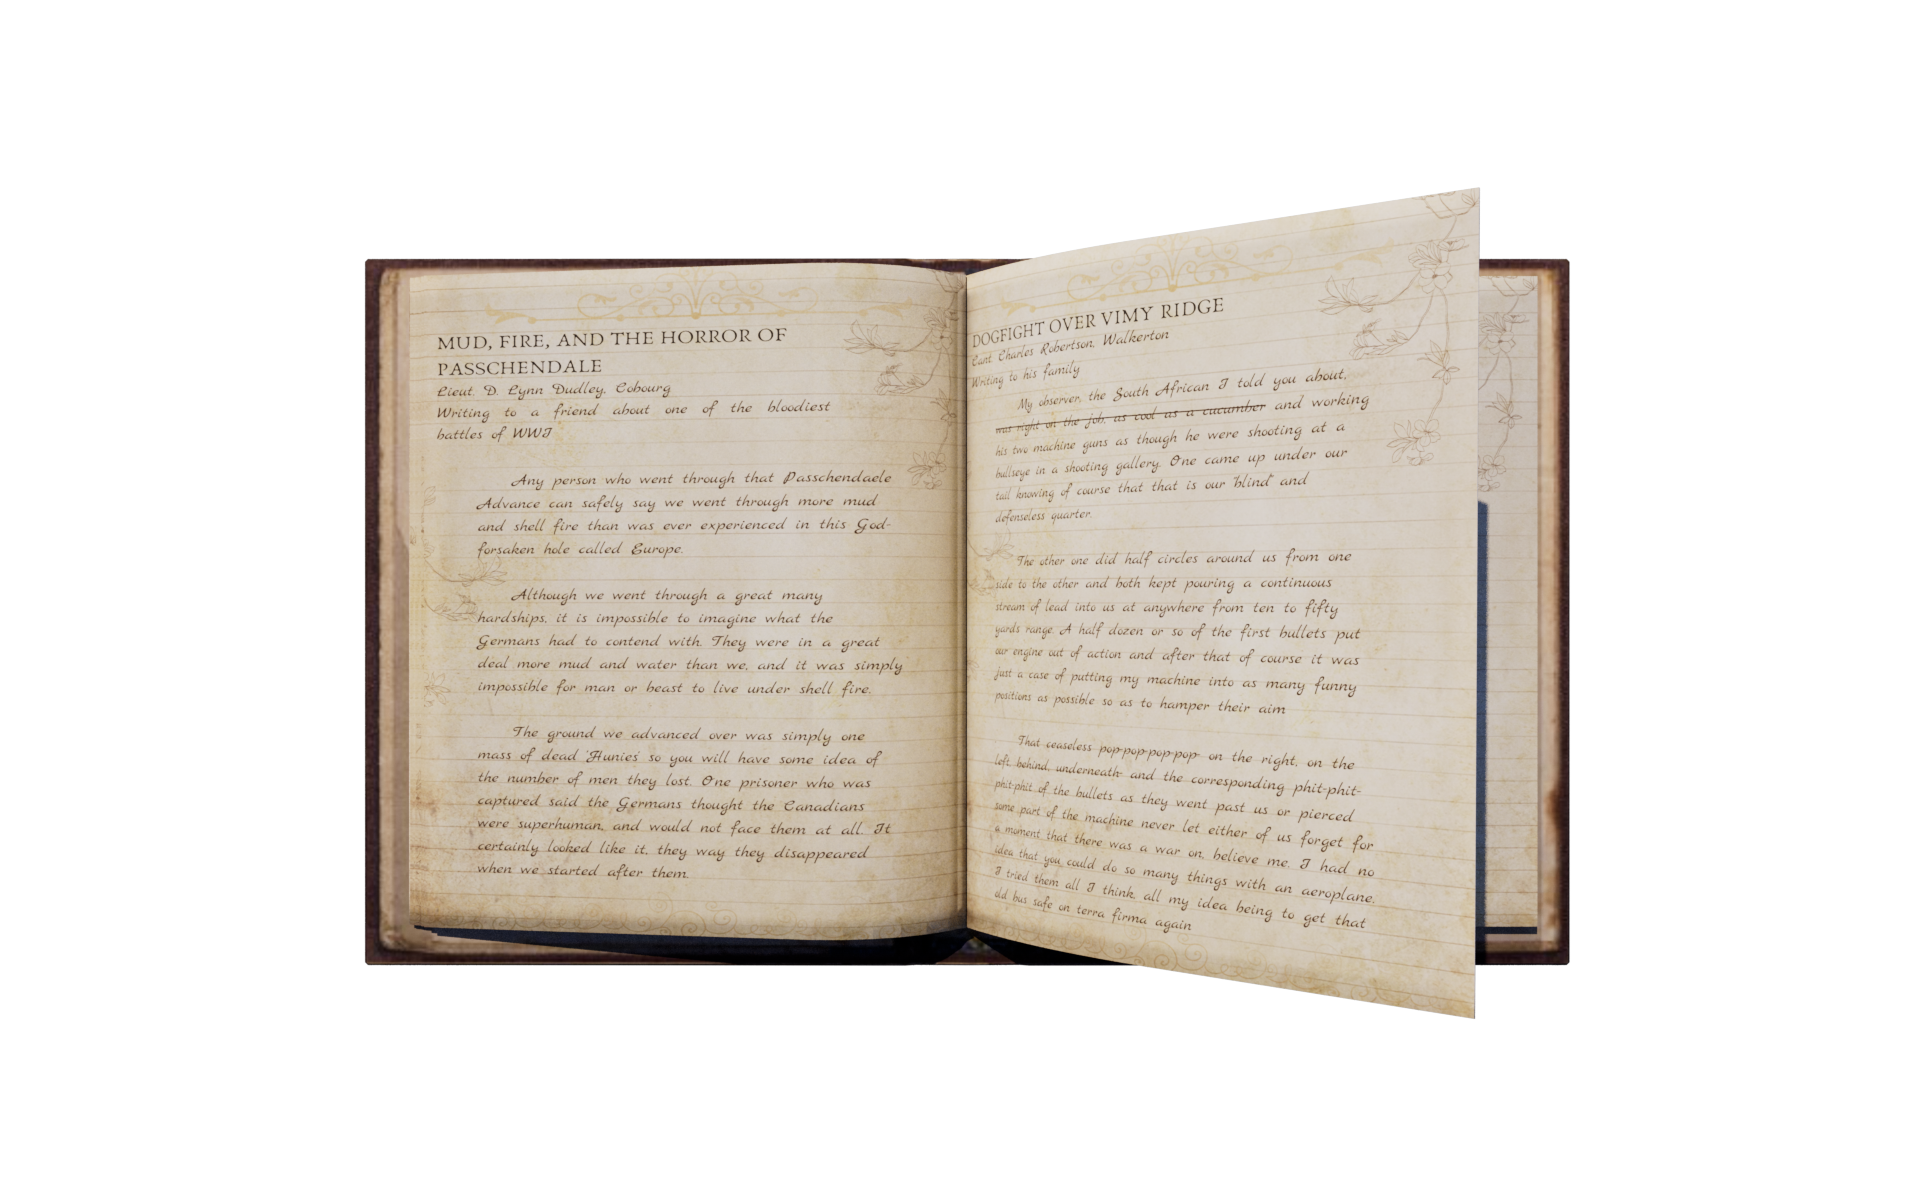 MUD, FIRE, AND THE HORROR OF
PASSCHENDALE
Lieut. D. Lynn Dudley, Cobourg
Writing to a friend about one of the bloodiest
battles of WWI
Any person who went through that Passchendaele
Advance can safely say we went through more mud
and shell fire than was ever experienced in this God-
forsaken hole called Europe.
Although we went through a great many
hardships, it is impossible to imagine what the
Germans had to contend with. They were in a great
deal more mud and water than we, and it was simply
impossible for man or beast to live under shell fire.
The ground we advanced over was simply one
mass of dead 'Hunies' so you will have some idea of
the number of men they lost. One prisoner who was
captured said the Germans thought the Canadians
were superhuman, and would not face them at all. It
certainly looked like it, they way they disappeared
when we started after them.
DOGFIGHT OVER VIMY RIDGE
Charles Robertson, Walkerton
Writing to his family
My observer, the South African I told you about,
was right on the job, as cool as a cucumber and working
his two machine guns as though he were shooting at a
bullseye in a shooting gallery. One came up under our
tail knowing of course that that is our "blind" and
defenseless quarter.
The other one did half circles around us from one
side to the other and both kept pouring a continuous
stream of lead into us at anywhere from ten to fifty
yards range. A half dozen or so of the first bullets put
our engine out of action and after that of course it was
just a case of putting my machine into as many funny
positions as possible so as to hamper their aim
That ceaseless pop-pop-pop-pop- on the right, on the
left behind, underneath- and the corresponding phit-phit-
phit-phit of the bullets as they went past us or pierced
some part of the machine never let either of us forget for
a moment that there was a war on, believe me. I had no
idea that you could do so many things with an aeroplane.
I tried them all I think, all my idea being to get that
old bus safe on terra firma again